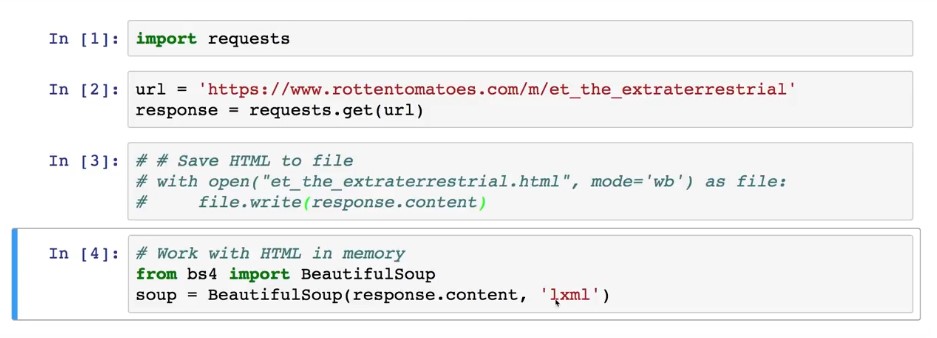 In [1]: import requests
In [2]: url = 'https://www.rottentomatoes.com/m/et_the_extraterrestrial'
response = requests.get(url)
In [3]: # # Save HTML to file
# with open("et_the_extraterrestrial.html", mode='wb') as file:
#     file.write(response.content)
In [4]: # Work with HTML in memory
from bs4 import BeautifulSoup
soup = BeautifulSoup(response.content, 'lxml')